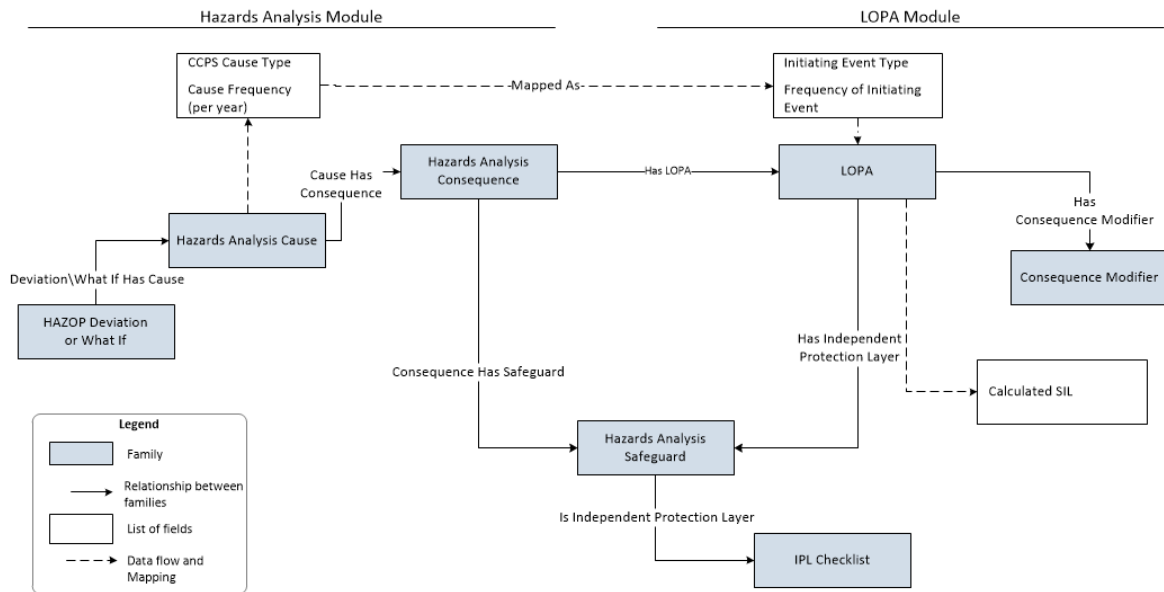 Hazards Analysis Module
LOPA Module
CCPS Cause Type
Cause Frequency
(per year)
Mapped As
Initiating Event Type
Frequency of Initiating
Event
Cause Has
Consequence
Hazards Analysis
Consequence
Has LOPA
LOPA
Has
Consequence Modifier
Hazards Analysis Cause
Deviation\What If Has Cause
Consequence Modifier
HAZOP Deviation
or What If
Has Independent
Protection Layer
Consequence Has Safeguard
Calculated SIL
Hazards Analysis
Safeguard
Is Independent Protection Layer
IPL Checklist
Legend
Family
Relationship between
families
List of fields
Data flow and
Mapping